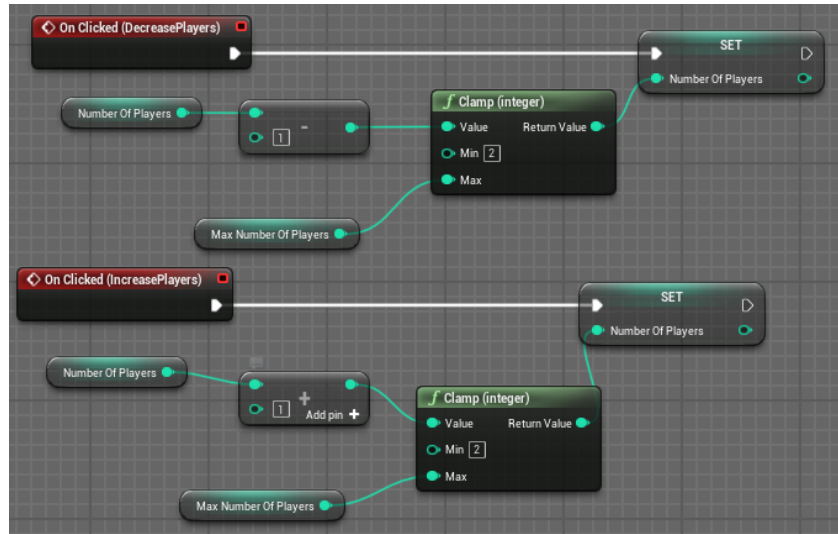 On Clicked (DecreasePlayers)
SET
Number Of Players
Number Of Players
1
-
f Clamp (integer)
Value Return Value
Min 2
Max
Max Number Of Players
On Clicked (IncreasePlayers)
SET
Number Of Players
Number Of Players
1
+
Add pin +
f Clamp (integer)
Value Return Value
Min 2
Max
Max Number Of Players